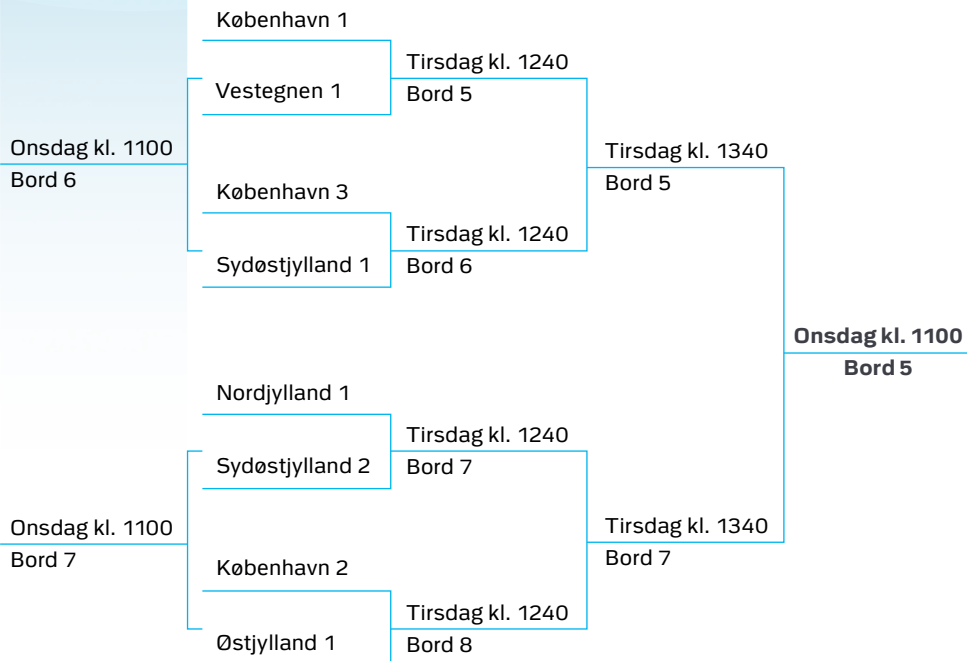 København 1
Tirsdag kl. 1240
Vestegnen 1
Bord 5
Onsdag kl. 1100
Bord 6
Tirsdag kl. 1340
Bord 5
København 3
Tirsdag kl. 1240
Sydøstjylland 1
Bord 6
Onsdag kl. 1100
Bord 5
Nordjylland 1
Tirsdag kl. 1240
Sydøstjylland 2
Bord 7
Onsdag kl. 1100
Bord 7
Tirsdag kl. 1340
Bord 7
København 2
Tirsdag kl. 1240
Østjylland 1
Bord 8